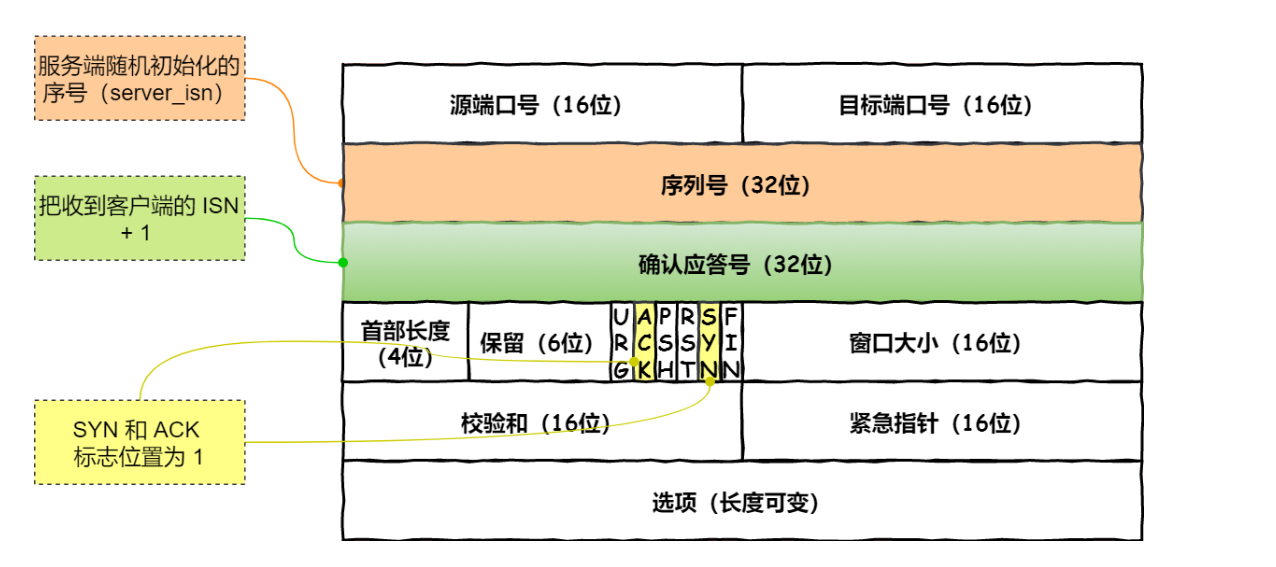 服务端随机初始化的
序号（server_isn）
源端口号（16位）
目标端口号（16位）
序列号（32位）
把收到客户端的 ISN
+ 1
确认应答号（32位）
首部长度
(4位)
保留（6位）
URG
ACK
PSH
RST
SYN
FIN
窗口大小（16位）
SYN 和 ACK
标志位置为 1
校验和（16位）
紧急指针（16位）
选项（长度可变）